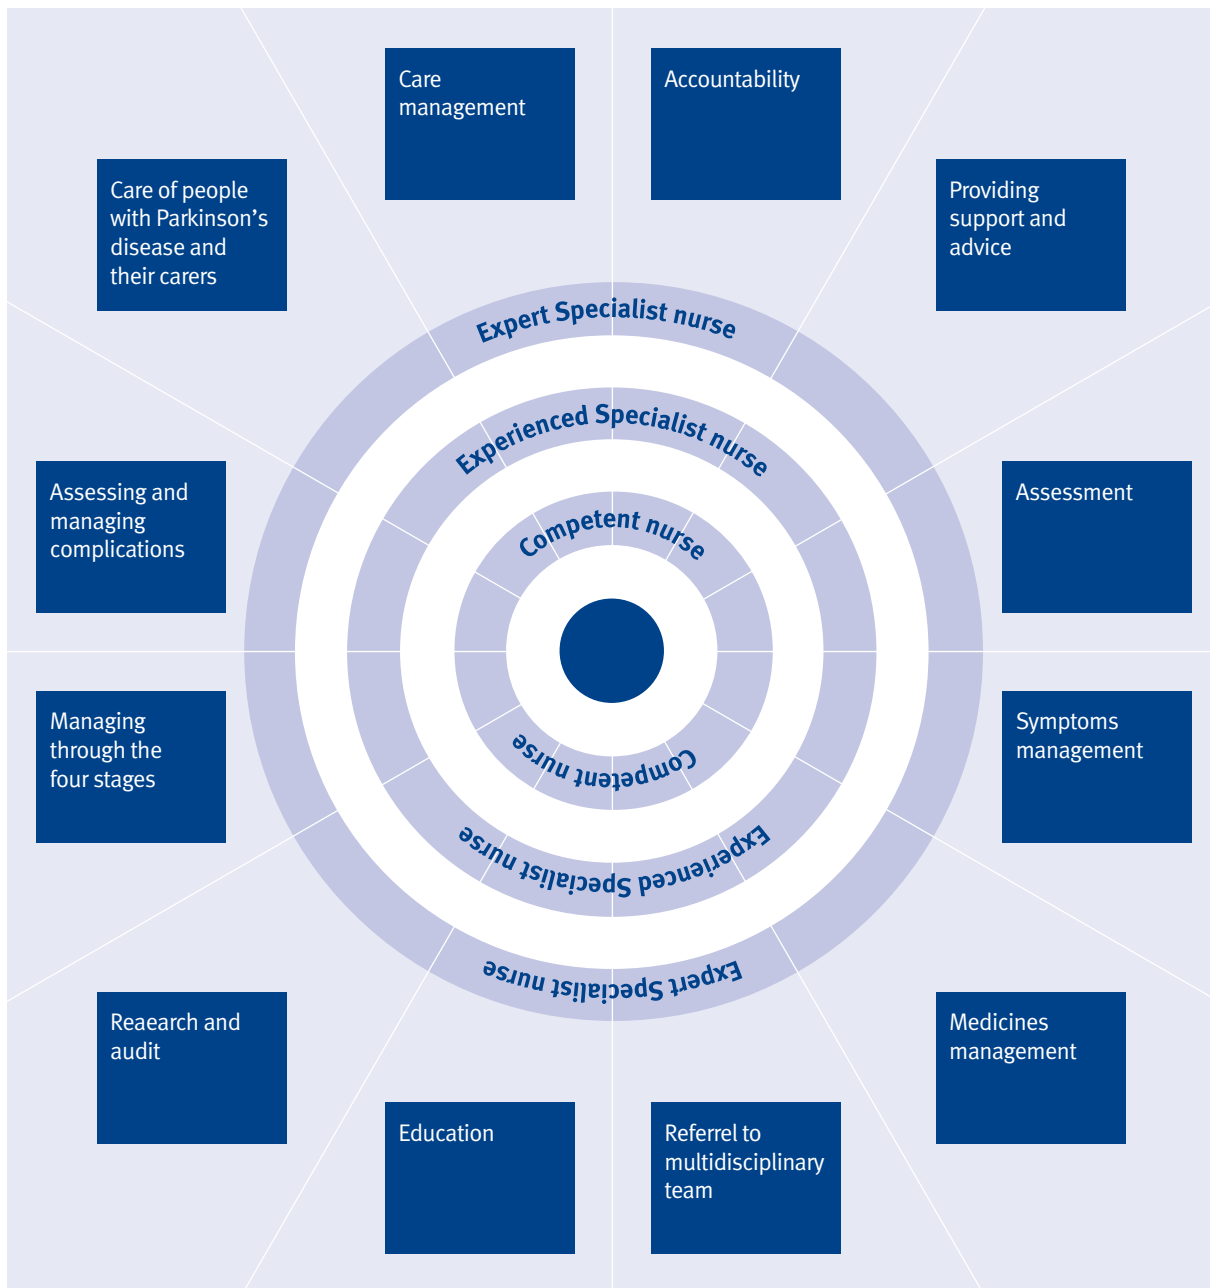 Care
management
Accountability
Care of people
with Parkinson’s
disease and
their carers
Providing
support and
advice
Expert Specialist nurse
Experienced Specialist nurse
Competent nurse
Assessing and
managing
complications
Assessment
Managing
through the
four stages
Symptoms
management
Competent nurse
Experienced Specialist nurse
Expert Specialist nurse
Reaearch and
audit
Medicines
management
Education
Referrel to
multidisciplinary
team